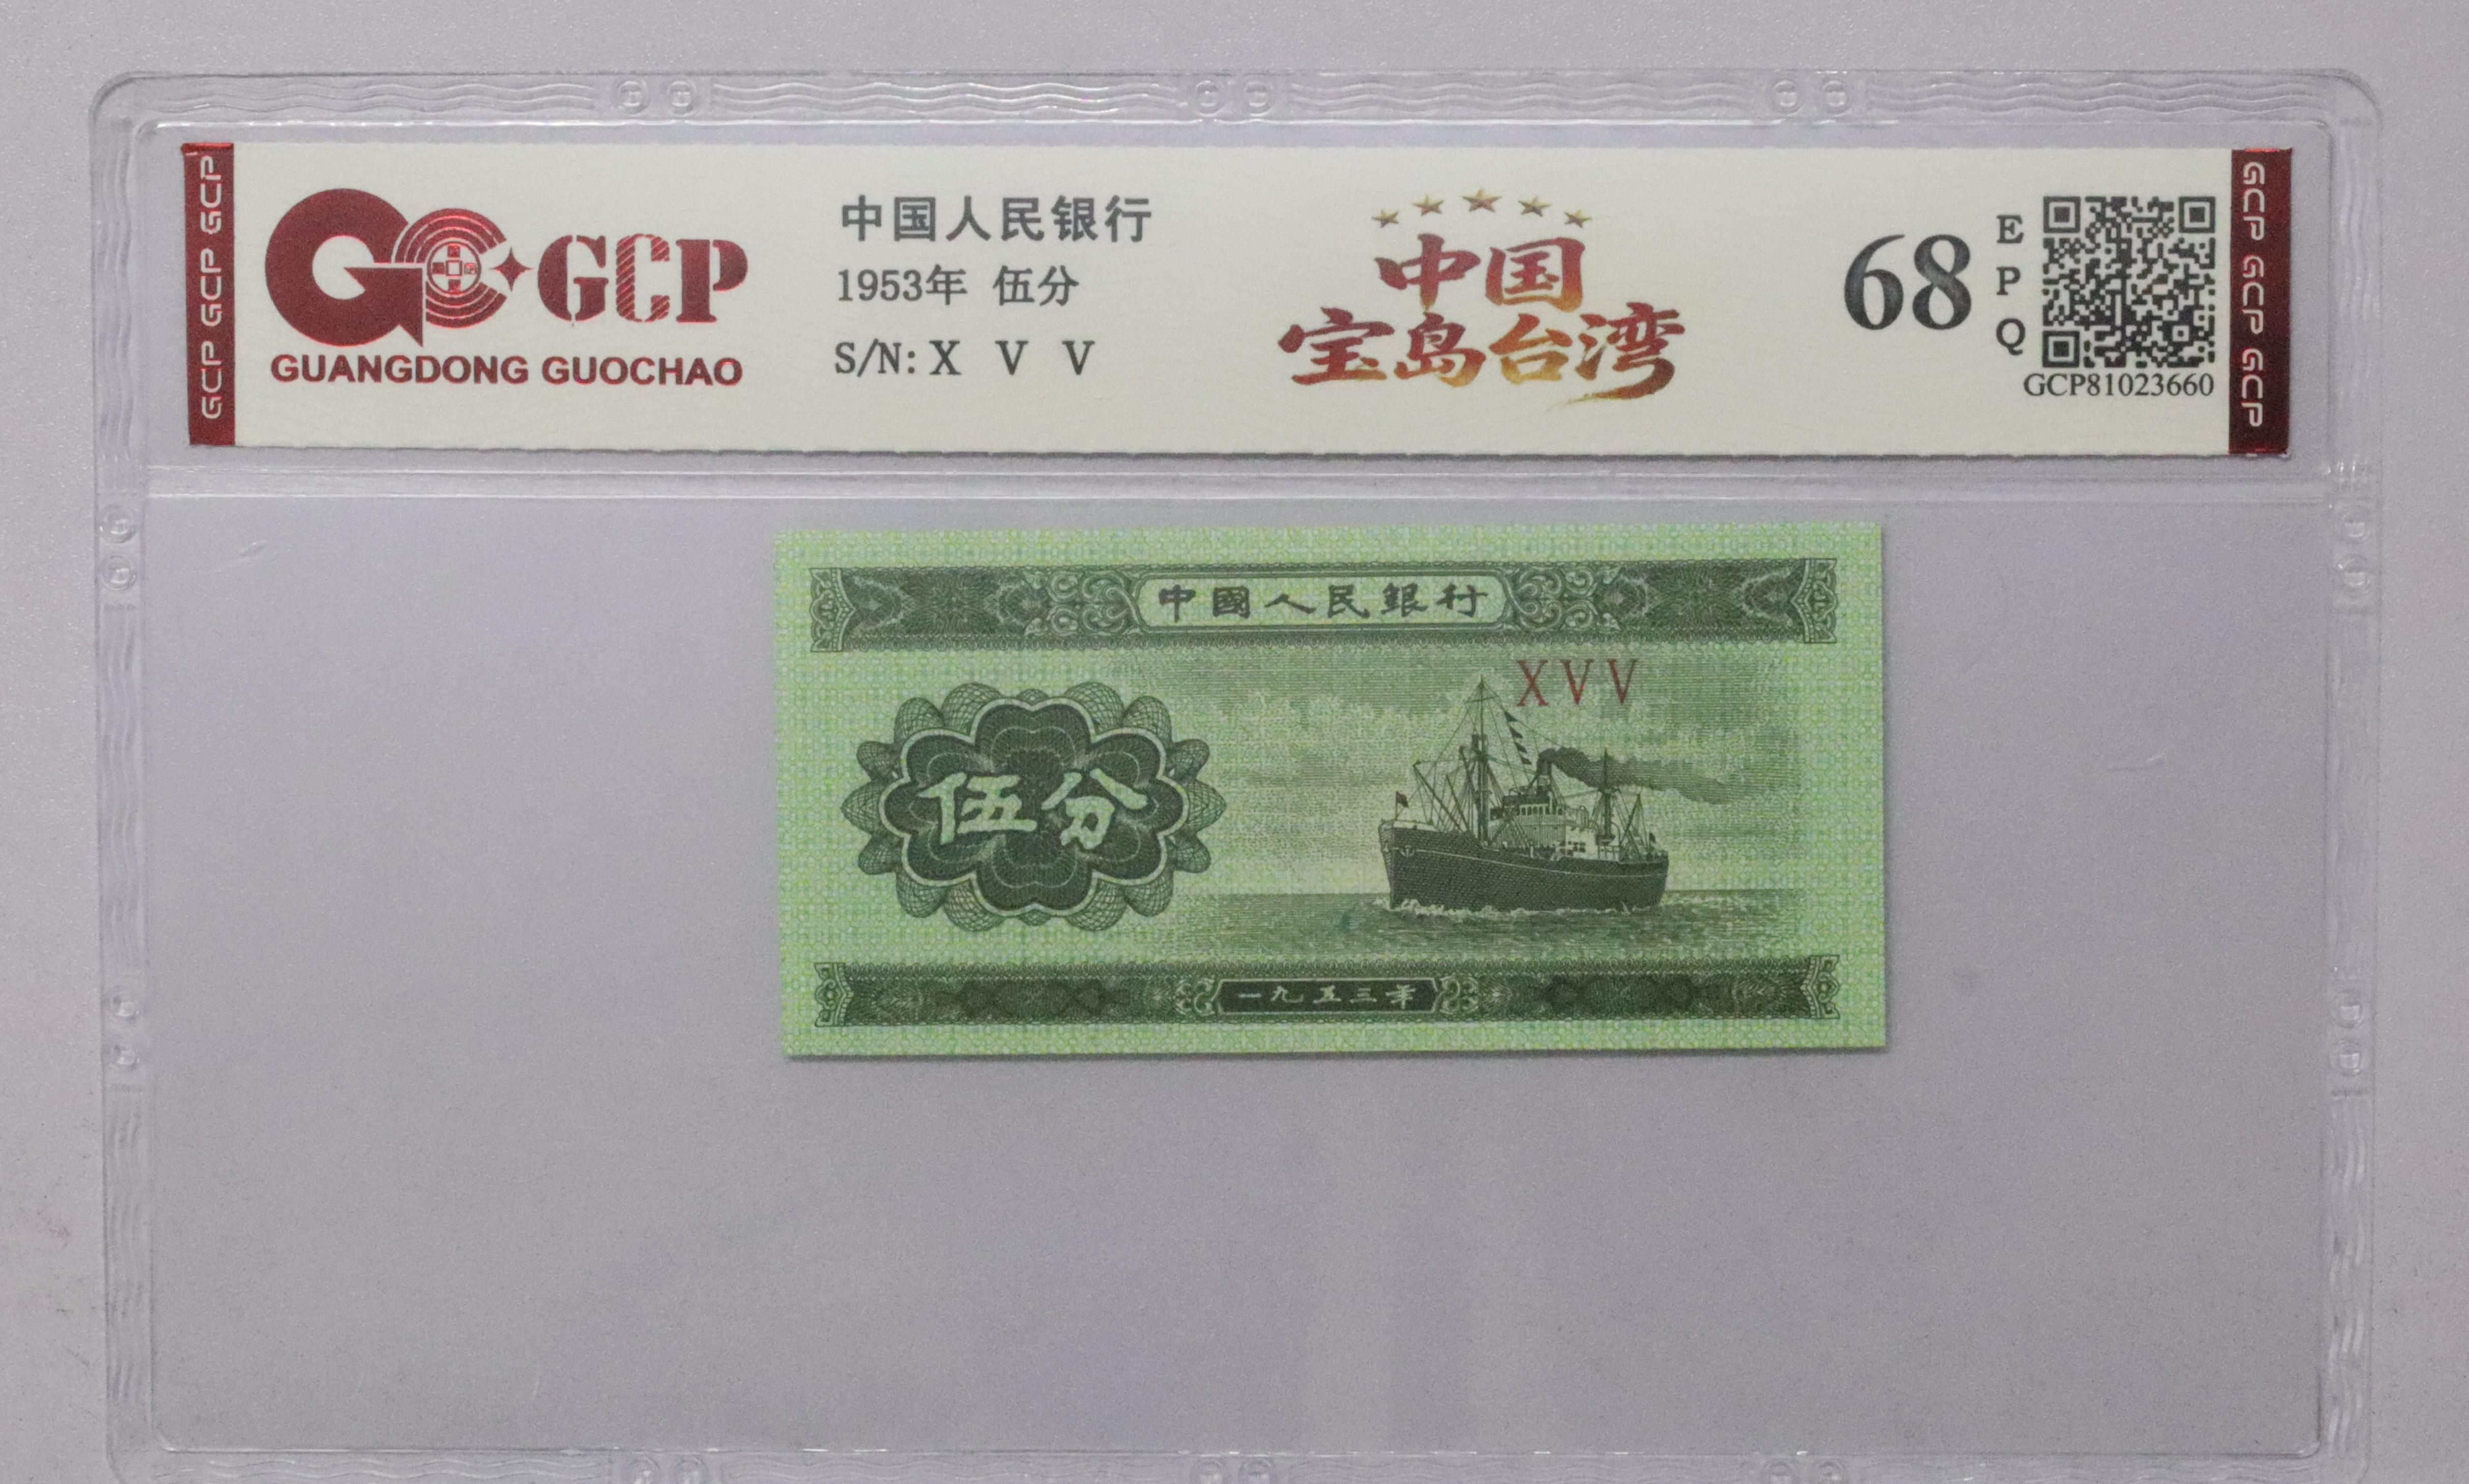 GCP GCP GCP
GCP
GUANGDONG GUOCHAO
中国人民银行
1953年 伍分
S/N: X V V
中国
宝岛台湾
68
E
P
Q
GCP81023660
GCP GCP GCP
中國人民銀行
XVV
伍分
一九五三年